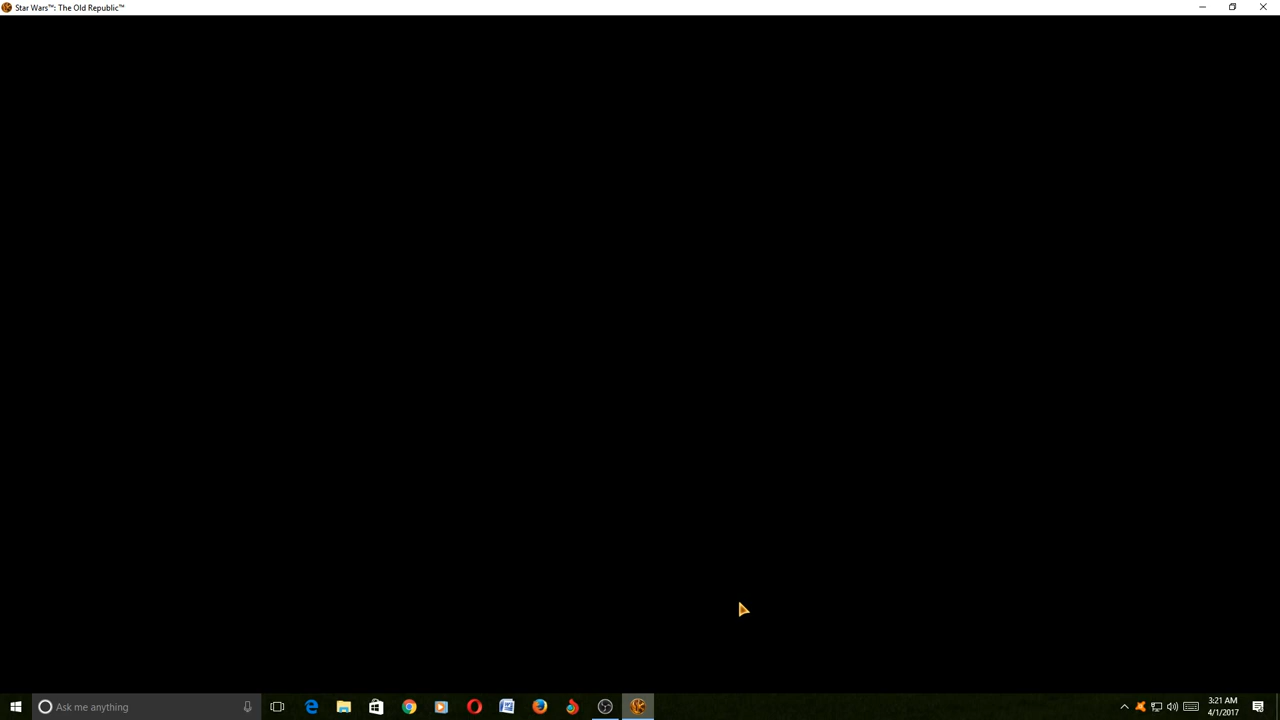 Star Wars™: The Old Republic™
Ask me anything
3:21 AM
4/1/2017